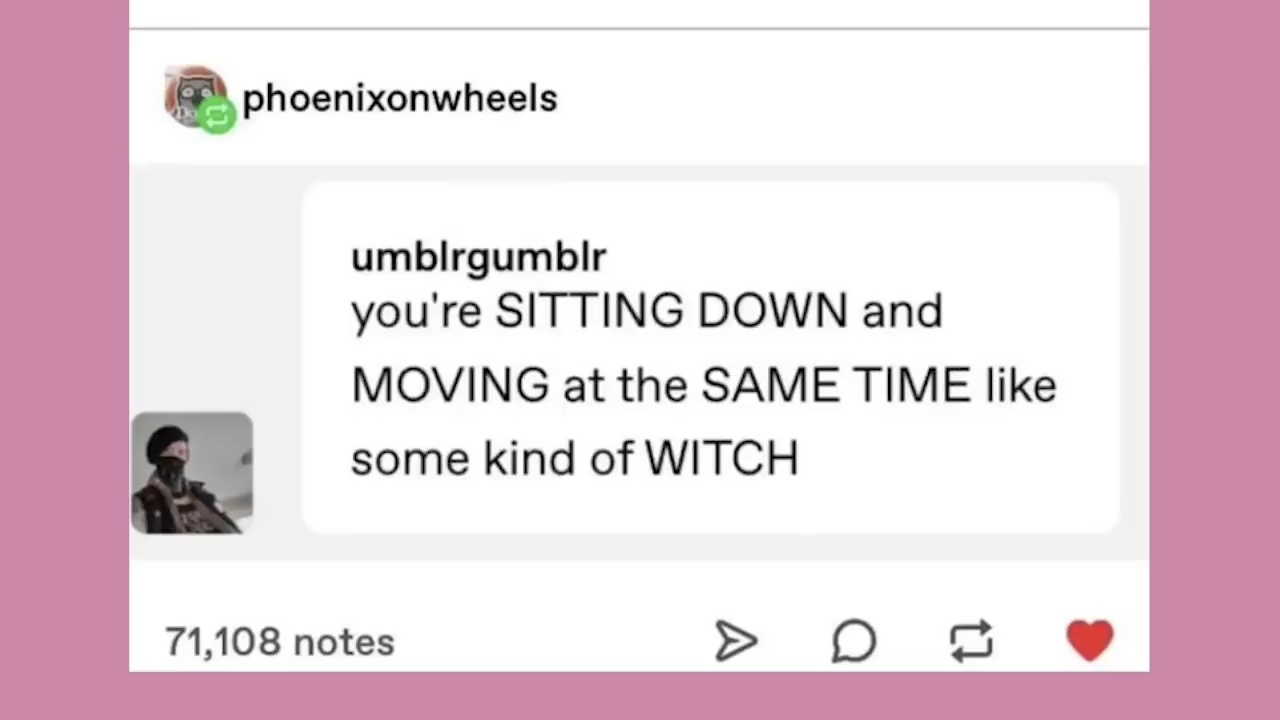 phoenixonwheels
umblrgumblr
you're SITTING DOWN and
MOVING at the SAME TIME like
some kind of WITCH
71,108 notes